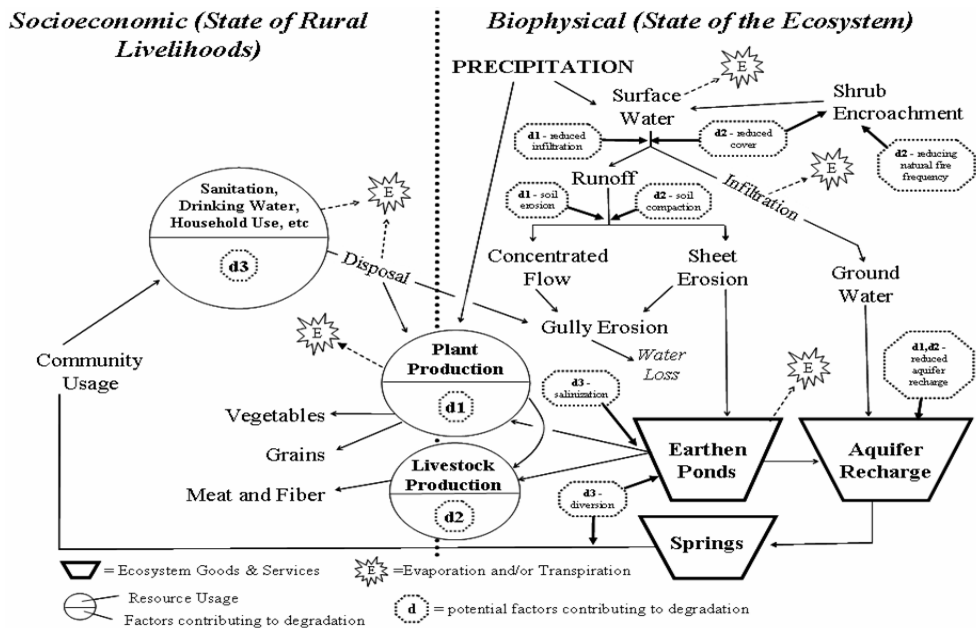 Socioeconomic (State of Rural
Livelihoods)
Biophysical (State of the Ecosystem)
PRECIPITATION
E
Surface
Water
Shrub
Encroachment
d1 - reduced
infiltration
d2 - reduced
cover
d2 - reducing
natural fire
frequency
E
Runoff
Infiltration
Sanitation,
Drinking Water,
Household Use, etc
d3
E
d1 - soil
erosion
d2 - soil
compaction
Disposal
Concentrated
Flow
Sheet
Erosion
Ground
Water
E
Gully Erosion
Community
Usage
Plant
Production
d1
Water
Loss
E
d1,d2-
reduced
aquifer
recharge
d3 -
salinization
Vegetables
Grains
Earthen
Ponds
Aquifer
Recharge
Livestock
Production
d2
Meat and Fiber
d3 -
diversion
Springs
= Ecosystem Goods & Services
E
=Evaporation and/or Transpiration
Resource Usage
Factors contributing to degradation
d
= potential factors contributing to degradation